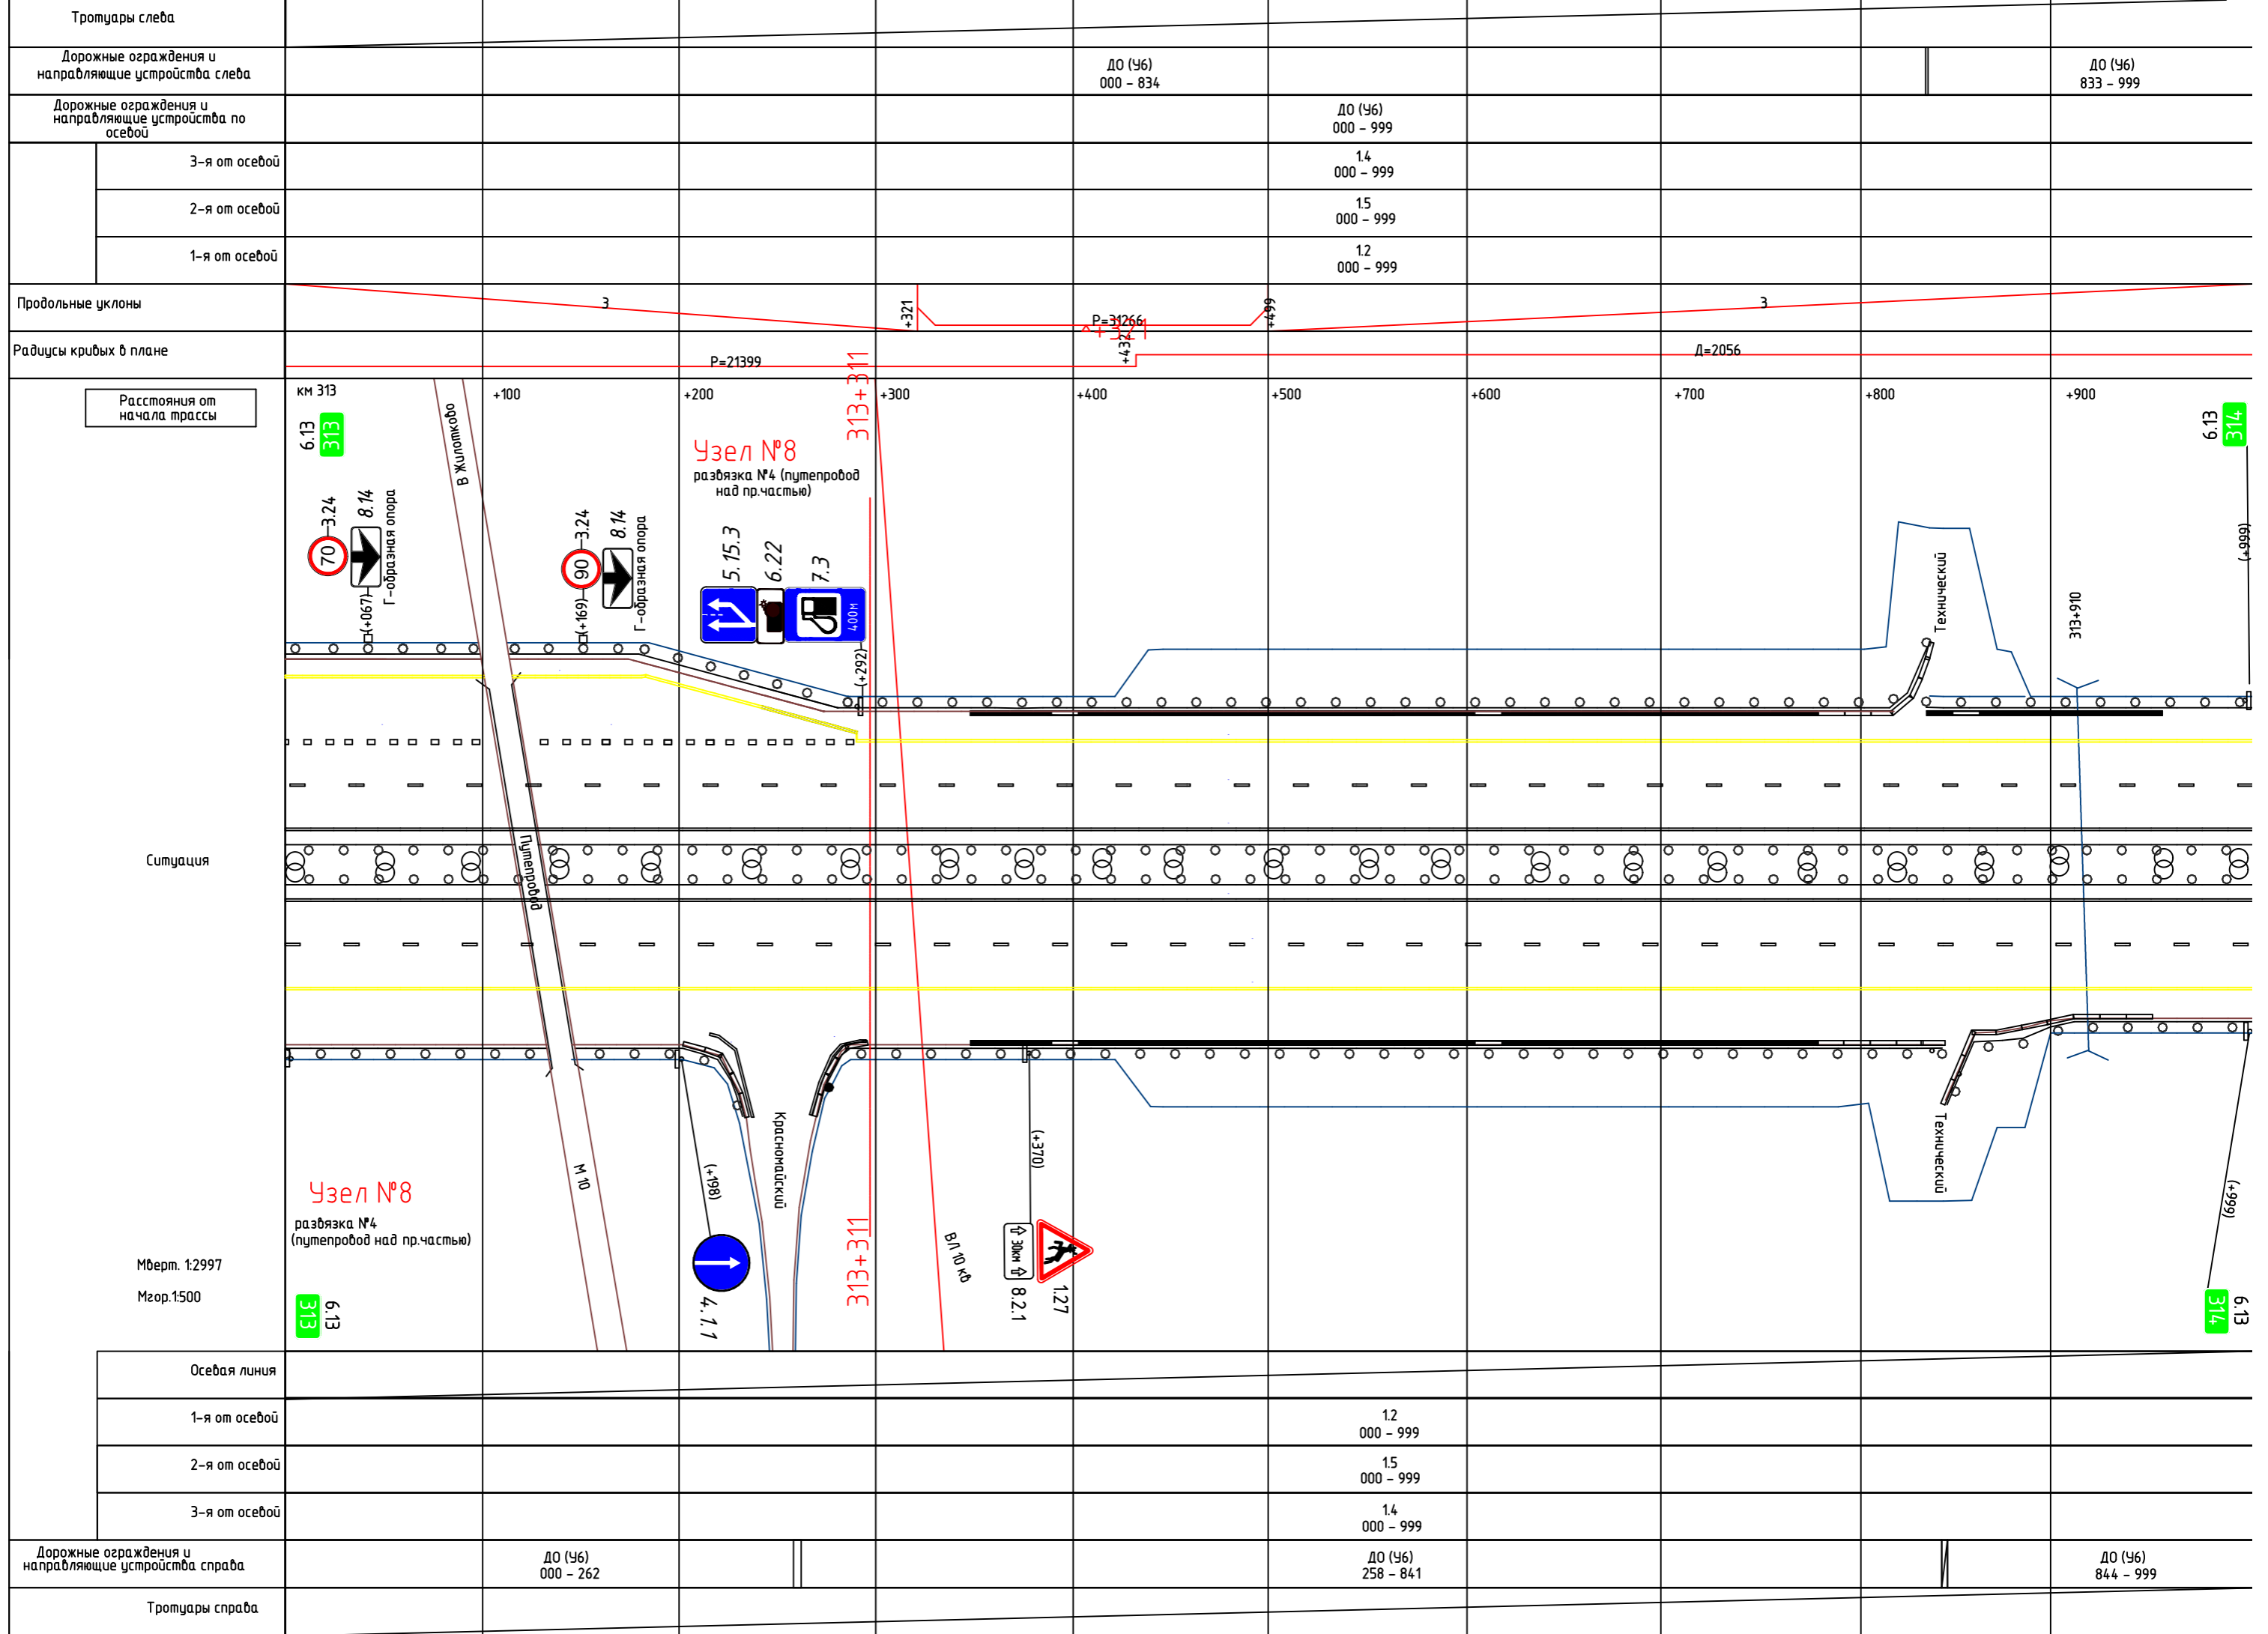 Тротуары слева
Дорожные ограждения и
направляющие устройства слева
ДО (У6)
000 – 834
ДО (У6)
833 – 999
Дорожные ограждения и
направляющие устройства по
осевой
ДО (У6)
000 – 999
3-я от осевой
1.4
000 – 999
2-я от осевой
1.5
000 – 999
1-я от осевой
1.2
000 – 999
Продольные уклоны
3
+321
Р=31266
+499
3
Радиусы кривых в плане
Р=21399
+432
Д=2056
Расстояния от
начала трассы
км 313
+100
+200
+300
+400
+500
+600
+700
+800
+900
6.13
313
В Жилотково
313+311
6.13
314
Узел №8
развязка №4 (путепровод
над пр.частью)
70
3.24
8.14
(+067)
Г-образная опора
90
3.24
8.14
(+169)
Г-образная опора
5.15.3
6.22
7.3
400м
(+292)
Технический
313+910
(+999)
Ситуация
Путепровод
М 10
Красномайский
(+198)
4.1.1
313+311
ВЛ 10 кв
(+370)
30км
8.2.1
1.27
Технический
(+999)
Узел №8
развязка №4
(путепровод над пр.частью)
Мверт. 1:2997
Мгор.1:500
313
6.13
314
6.13
Осевая линия
1-я от осевой
1.2
000 – 999
2-я от осевой
1.5
000 – 999
3-я от осевой
1.4
000 – 999
Дорожные ограждения и
направляющие устройства справа
ДО (У6)
000 – 262
ДО (У6)
258 – 841
ДО (У6)
844 – 999
Тротуары справа